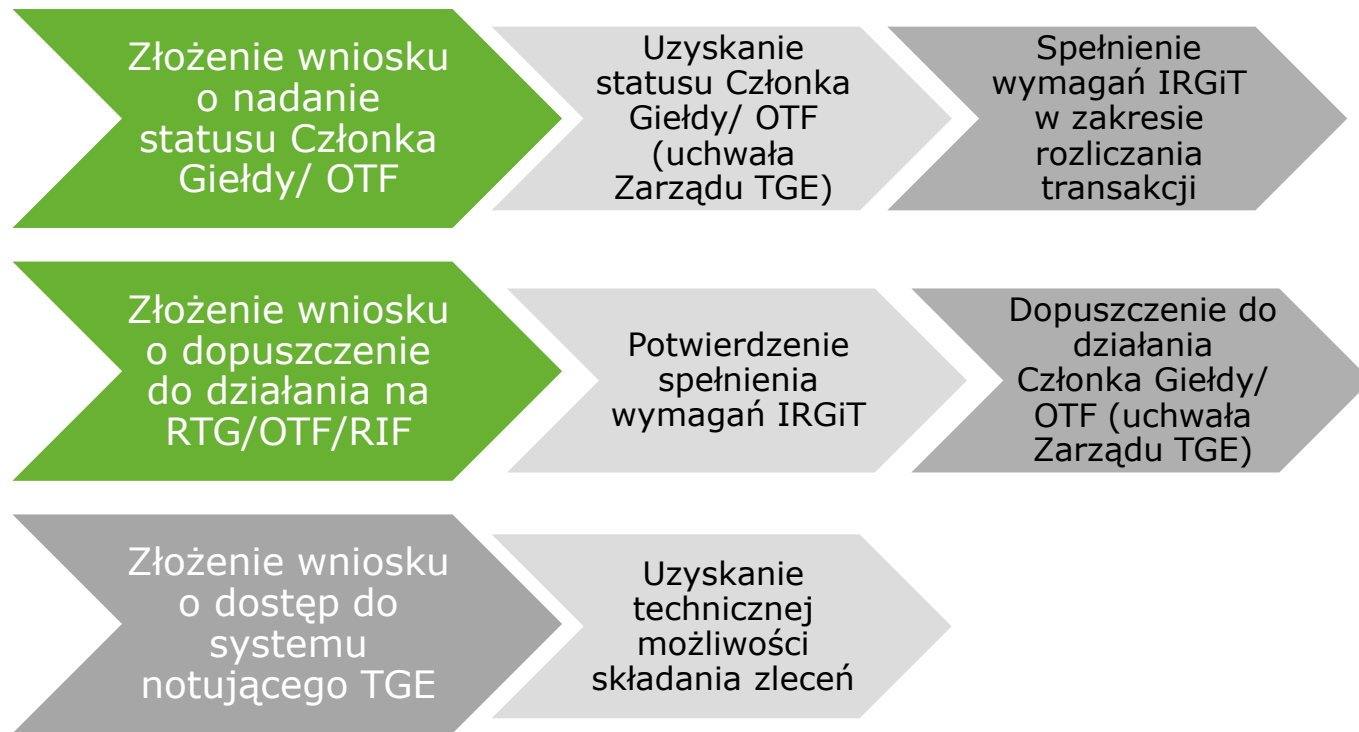 Złożenie wniosku
o nadanie
statusu Członka
Giełdy/ OTF
Uzyskanie
statusu Członka
Giełdy/ OTF
(uchwała
Zarządu TGE)
Spełnienie
wymagań IRGiT
w zakresie
rozliczania
transakcji
Złożenie wniosku
o dopuszczenie
do działania na
RTG/OTF/RIF
Potwierdzenie
spełnienia
wymagań IRGiT
Dopuszczenie do
działania
Członka Giełdy/
OTF (uchwała
Zarządu TGE)
Złożenie wniosku
o dostęp do
systemu
notującego TGE
Uzyskanie
technicznej
możliwości
składania zleceń